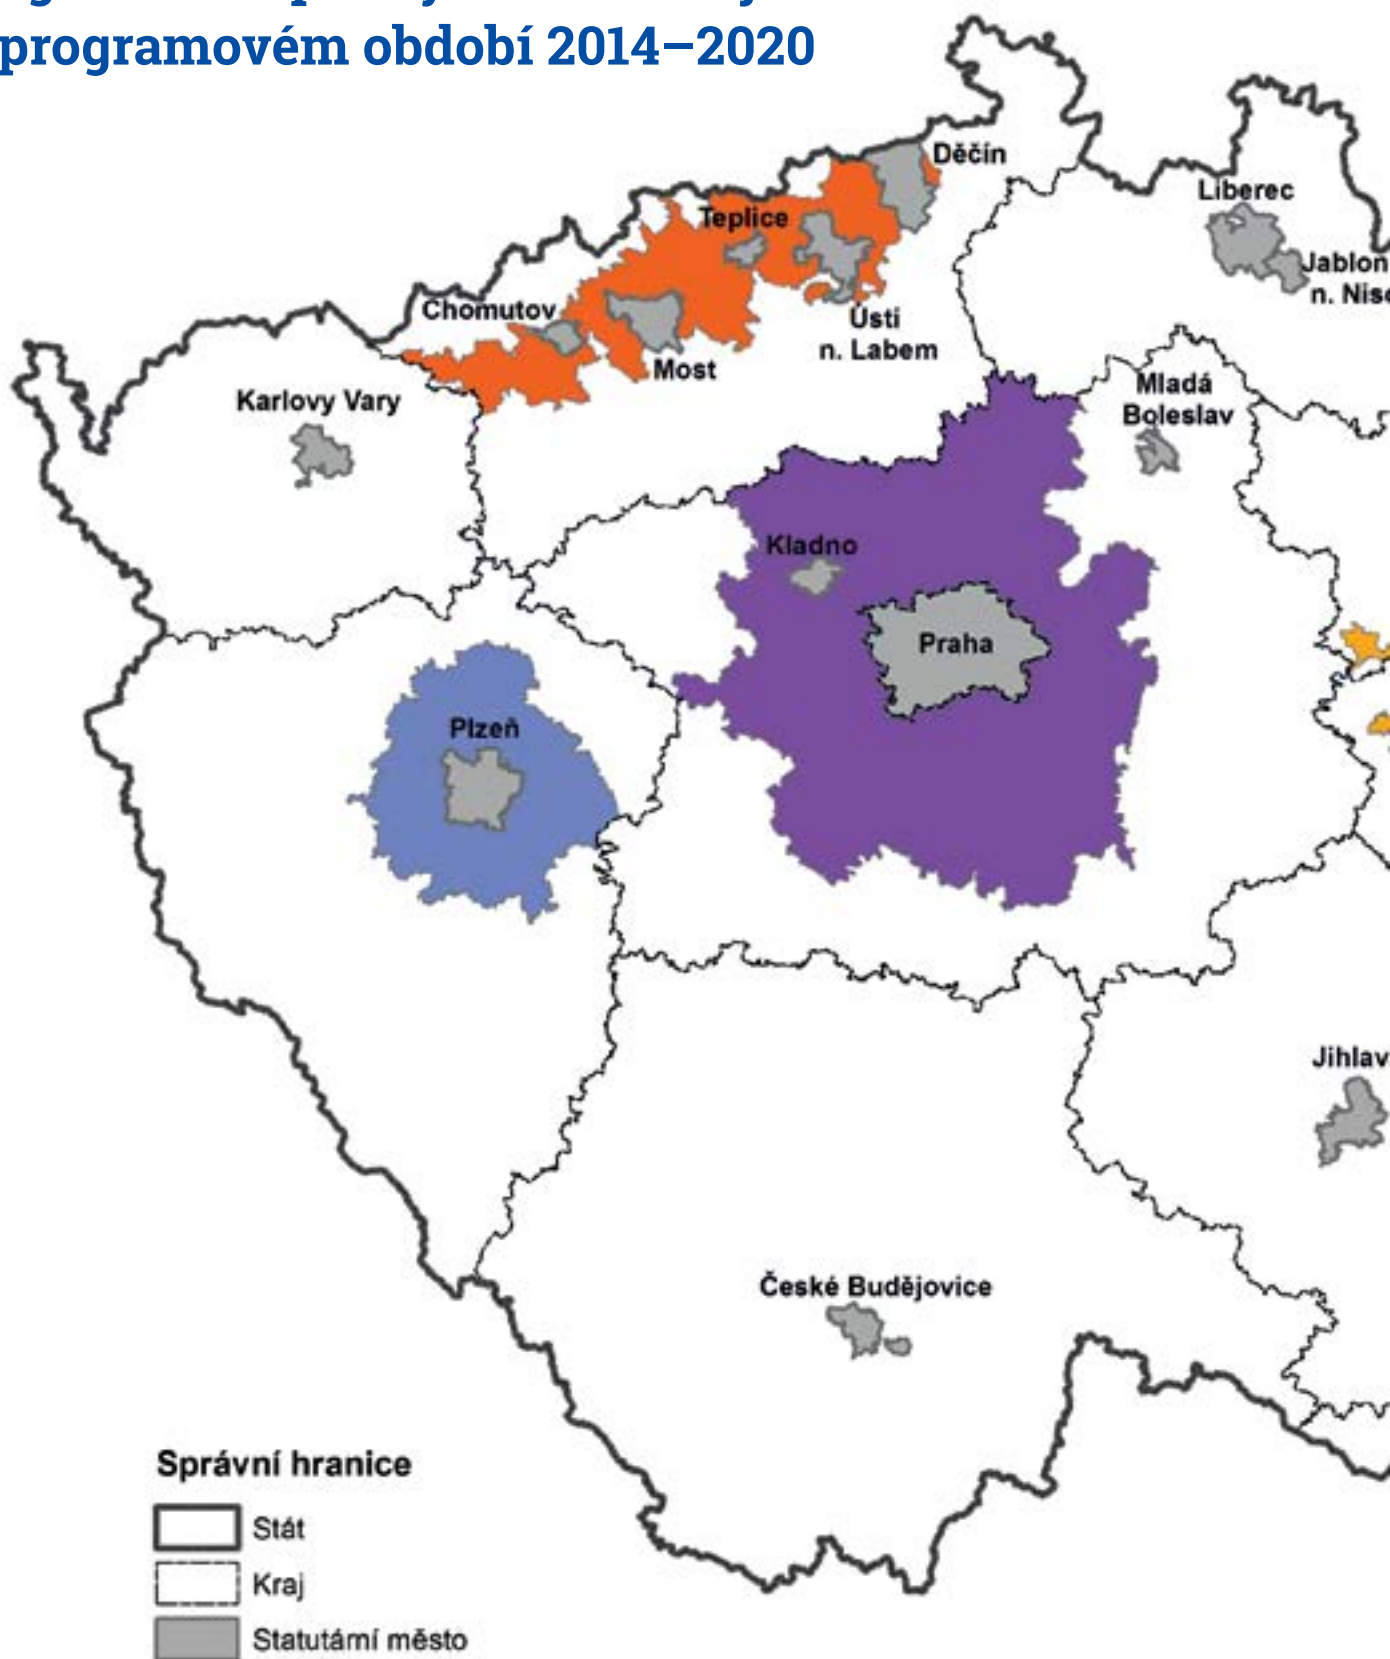 programovém období 2014–2020
Děčín
Liberec
Teplice
Jablon
n. Nis
Chomutov
Ústí
n. Labem
Most
Mladá
Boleslav
Karlovy Vary
Kladno
Praha
Plzeň
Jihlav
České Budějovice
Správní hranice
Stát
Kraj
Statutární město